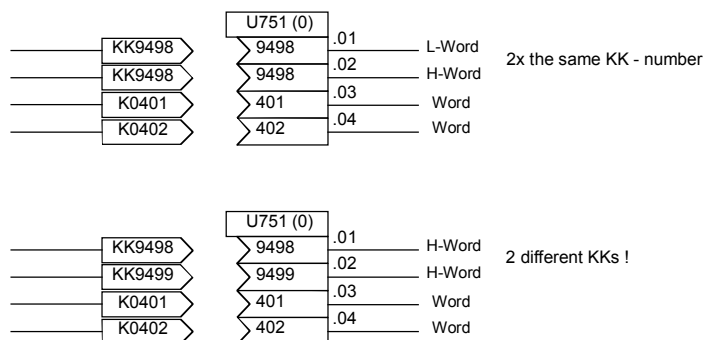 U751 (0)
KK9498 9498 .01 L-Word
KK9498 9498 .02 H-Word
2x the same KK - number
K0401 401 .03 Word
K0402 402 .04 Word
U751 (0)
KK9498 9498 .01 H-Word
KK9499 9499 .02 H-Word
2 different KKs !
K0401 401 .03 Word
K0402 402 .04 Word